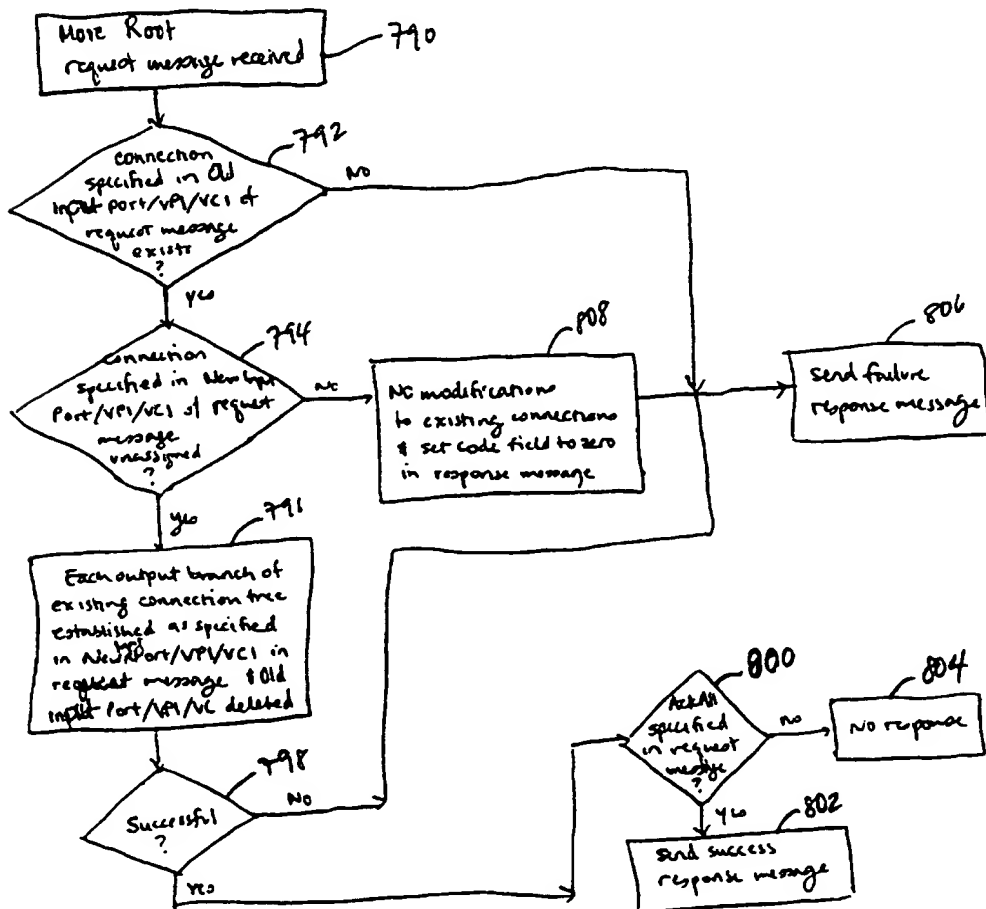 Move Root
request message received
790
792
connection
specified in Old
Input Port/VPI/VCI of
request message
exists
?
No
yes
794
connection
specified in New Input
Port/VPI/VCI of request
message
unassigned
?
No
808
No modifications
to existing connections
& set code field to zero
in response message
806
Send failure
response message
yes
796
Each output branch of
existing connection tree
established as specified
Input
in New Port/VPI/VCI in
request message & Old
Input Port/VPI/VC deleted
798
Successful
?
No
Yes
800
AckAll
specified
in request
message
?
no
804
No response
yes
802
send success
response message